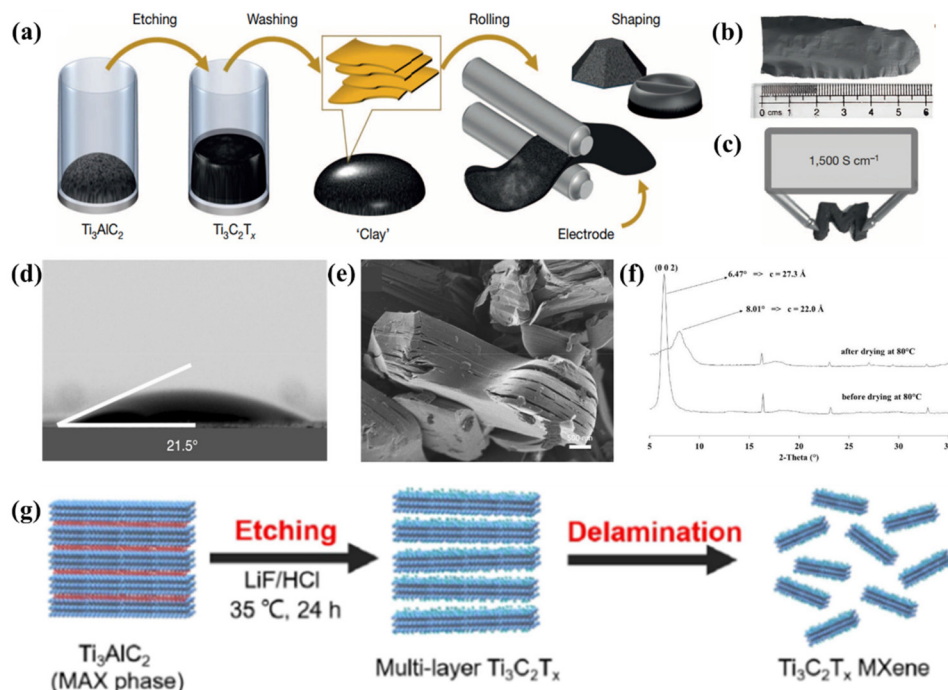 (a)
Etching
Washing
Rolling
Shaping
Ti₃AlC₂
Ti₃C₂Tₓ
'Clay'
Electrode
(b)
0 cms 1 2 3 4 5 6
(c)
1,500 S cm⁻¹
(d)
21.5°
(e)
(f)
(0 0 2)
6.47° => c = 27.3 Å
8.01° => c = 22.0 Å
after drying at 80°C
before drying at 80°C
5 10 15 20 25 30
2-Theta (°)
(g)
Etching
LiF/HCl
35 ℃, 24 h
Delamination
Ti₃AlC₂
(MAX phase)
Multi-layer Ti₃C₂Tₓ
Ti₃C₂Tₓ MXene